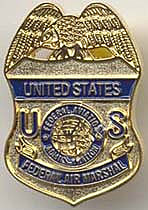 UNITED STATES
U S
FEDERAL AVIATION
ADMINISTRATION
FEDERAL AIR MARSHAL